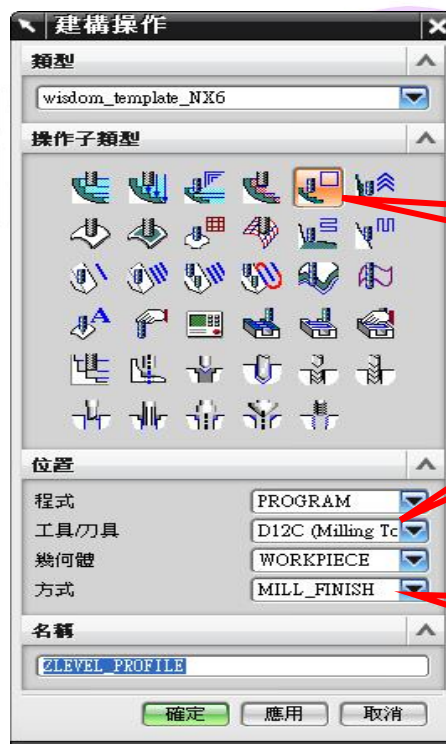 建構操作
類型
wisdom_template_NX6
操作子類型
位置
程式 PROGRAM
工具/刀具 D12C (Milling Tc
幾何體 WORKPIECE
方式 MILL_FINISH
名稱
ZLEVEL_PROFILE
確定 應用 取消